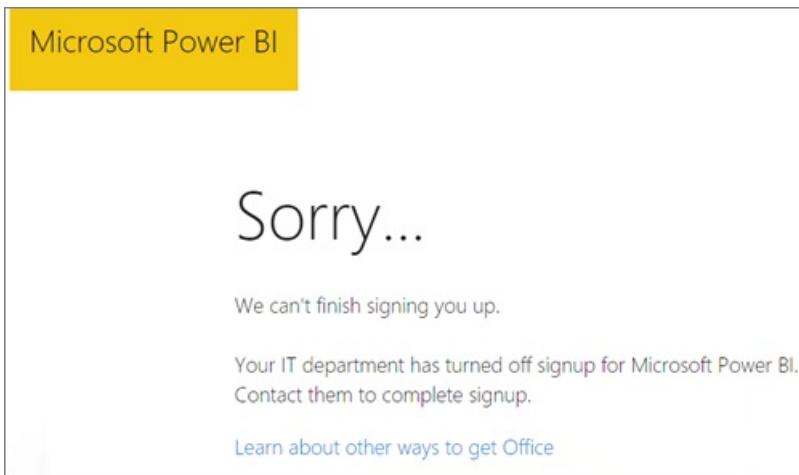 Microsoft Power BI
Sorry...
We can't finish signing you up.
Your IT department has turned off signup for Microsoft Power BI.
Contact them to complete signup.
Learn about other ways to get Office